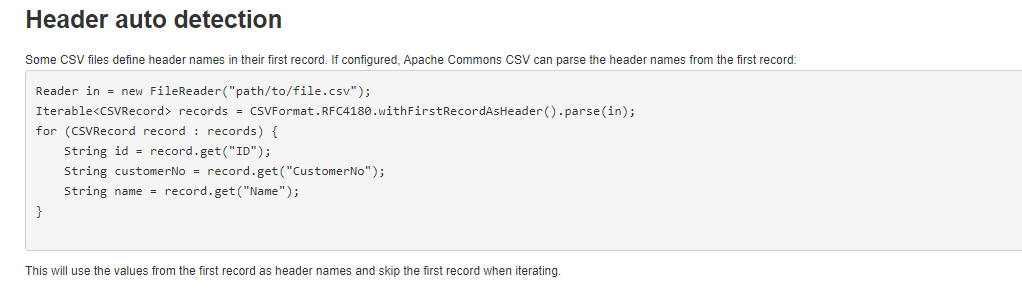 Header auto detection
Some CSV files define header names in their first record. If configured, Apache Commons CSV can parse the header names from the first record:
Reader in = new FileReader("path/to/file.csv");
Iterable<CSVRecord> records = CSVFormat.RFC4180.withFirstRecordAsHeader().parse(in);
for (CSVRecord record : records) {
    String id = record.get("ID");
    String customerNo = record.get("CustomerNo");
    String name = record.get("Name");
}
This will use the values from the first record as header names and skip the first record when iterating.